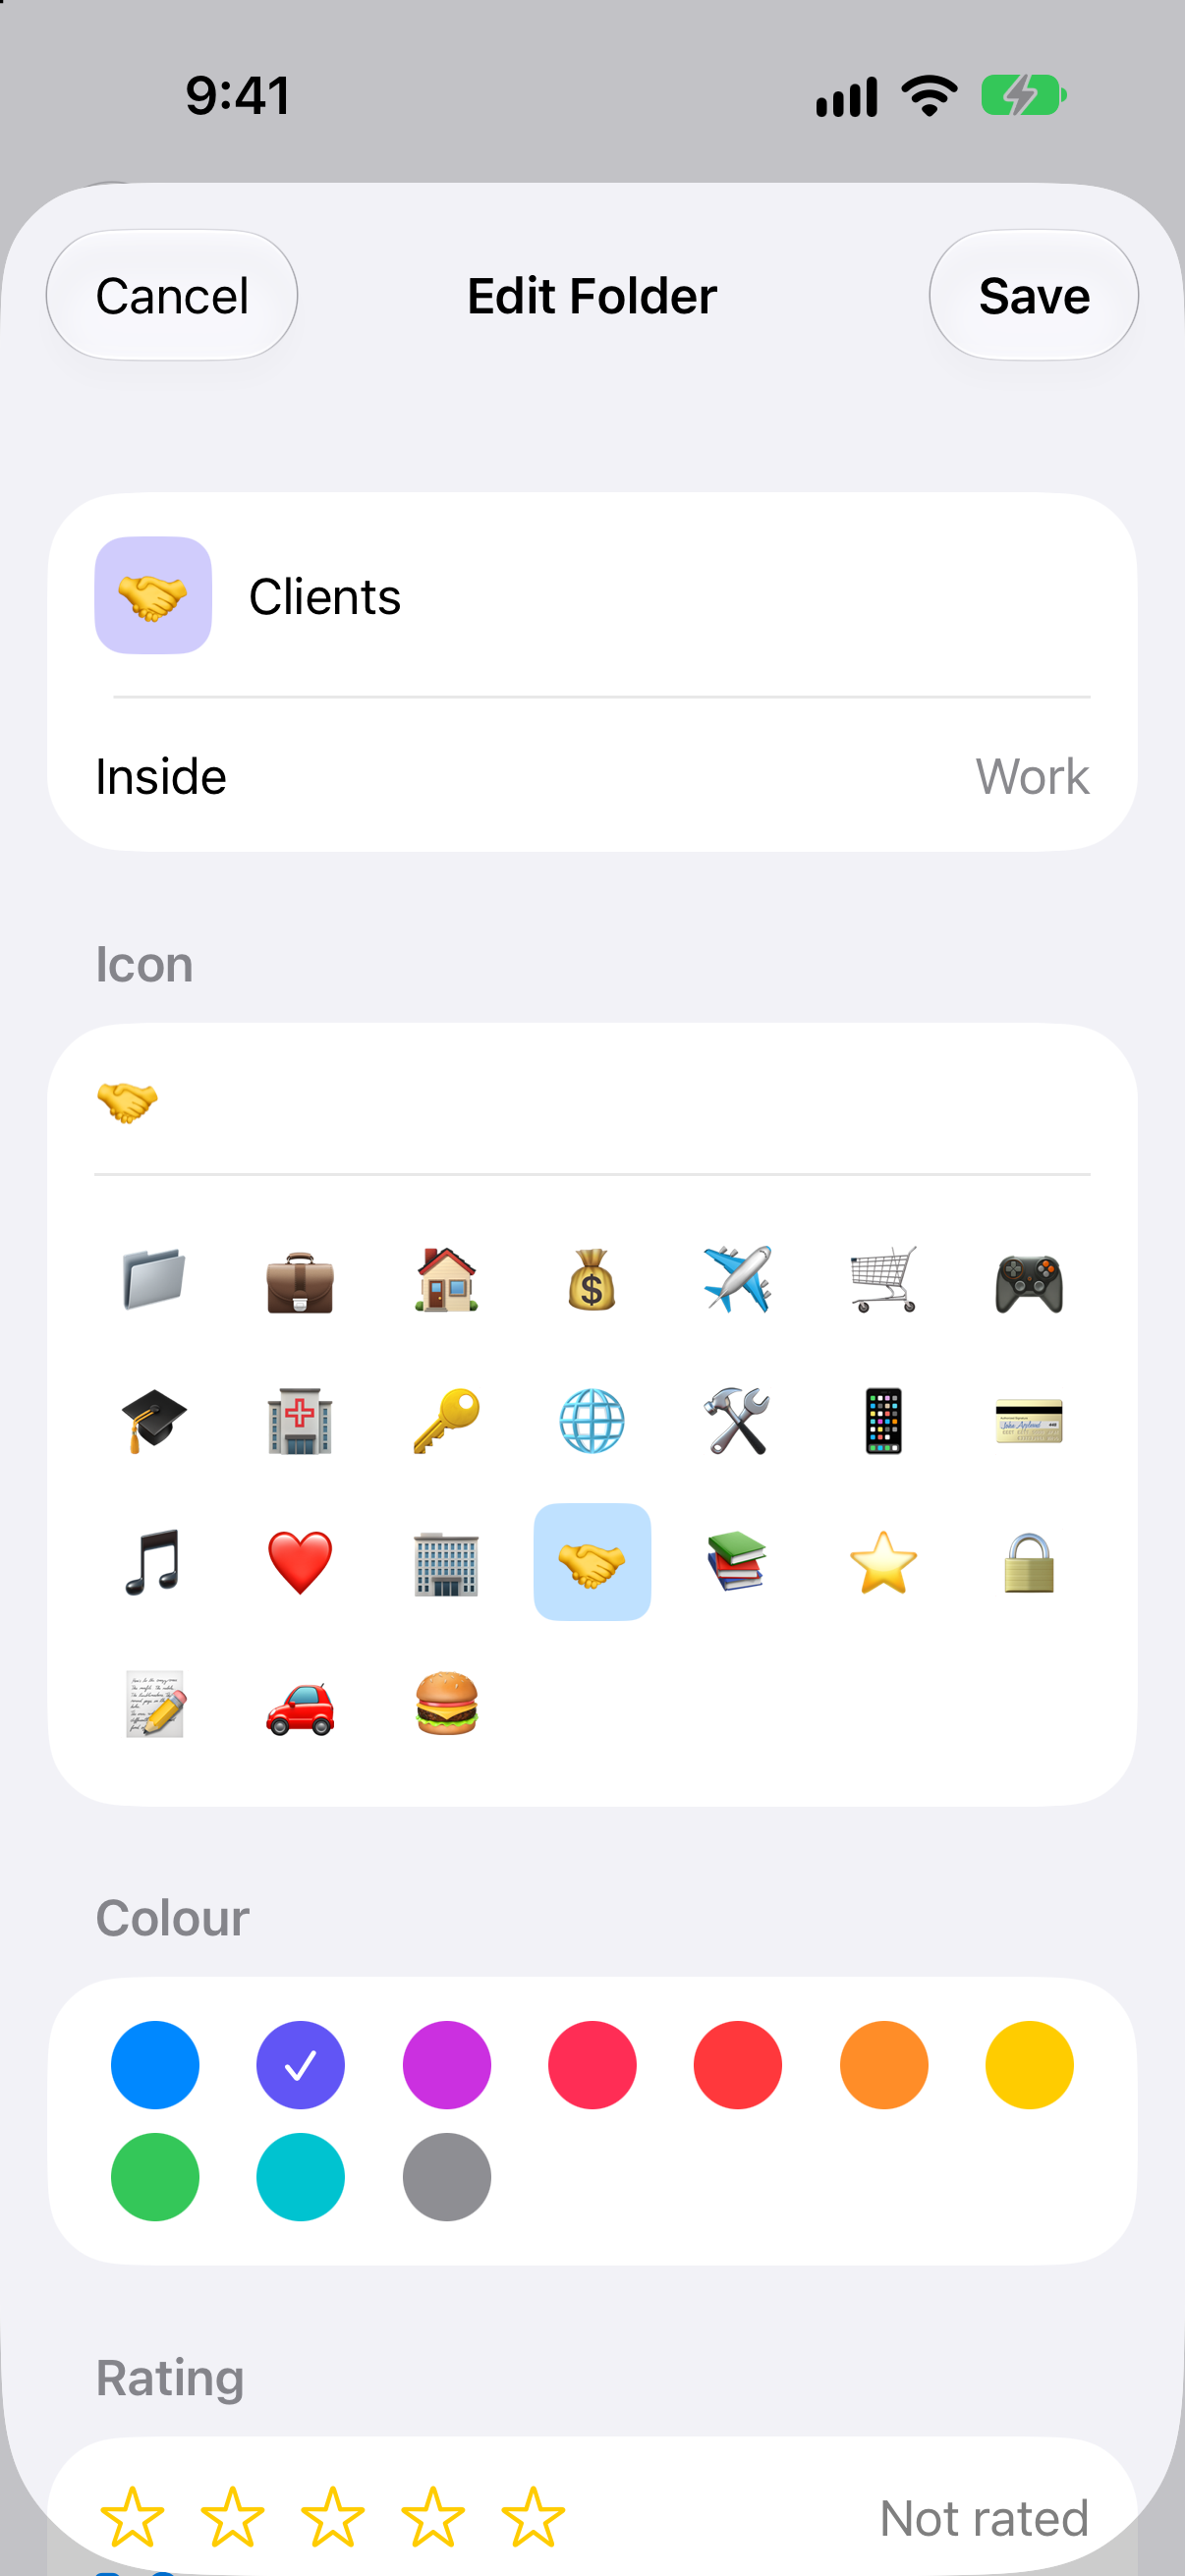 9:41
Cancel
Edit Folder
Save
Clients
Inside
Work
Icon
Colour
Rating
Not rated